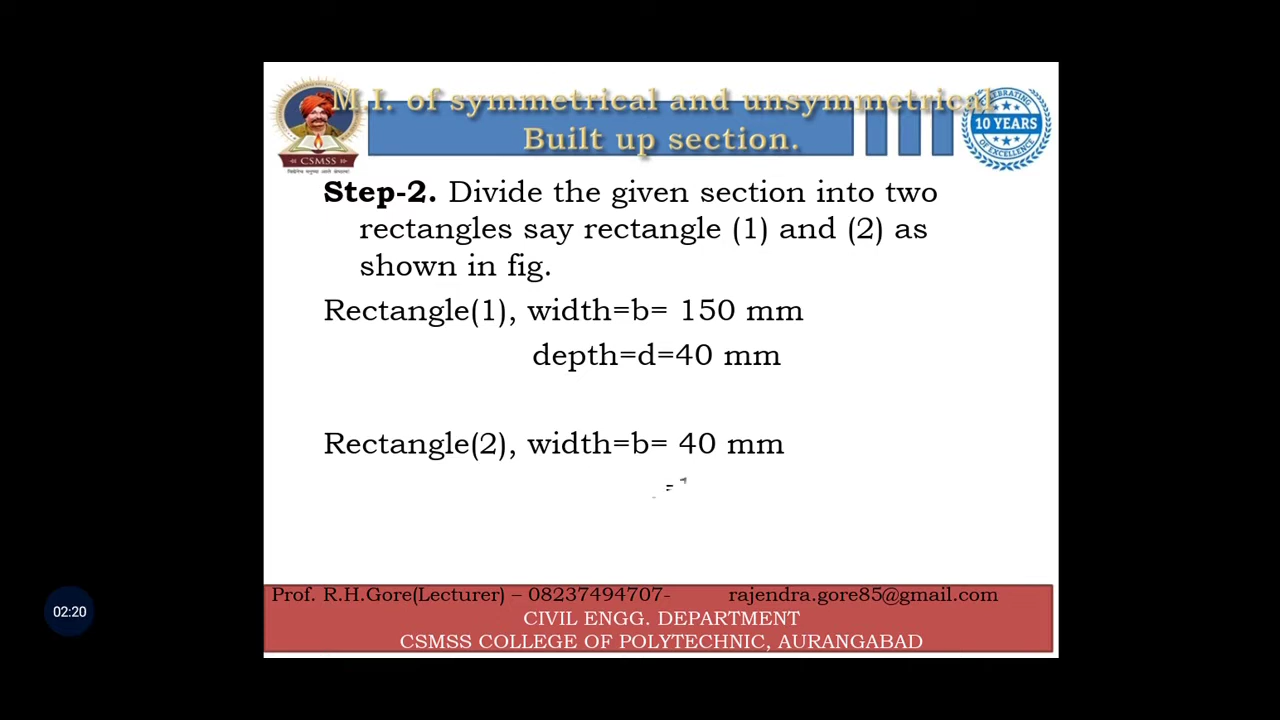 M.I. of symmetrical and unsymmetrical
Built up section.
CELEBRATING
10 YEARS
OF EXCELLENCE
CSMSS
Step-2. Divide the given section into two
rectangles say rectangle (1) and (2) as
shown in fig.
Rectangle(1), width=b= 150 mm
depth=d=40 mm
Rectangle(2), width=b= 40 mm
=
02:20
Prof. R.H.Gore(Lecturer) – 08237494707-   rajendra.gore85@gmail.com
CIVIL ENGG. DEPARTMENT
CSMSS COLLEGE OF POLYTECHNIC, AURANGABAD